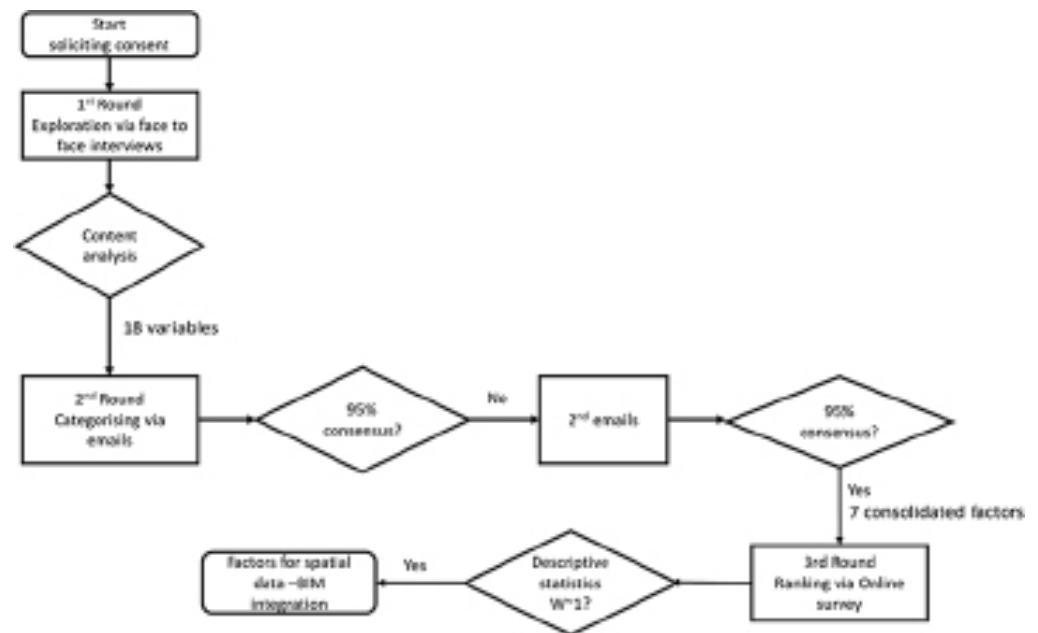 Start
soliciting consent
1st Round
Exploration via face to
face interviews
Content
analysis
18 variables
2nd Round
Categorising via
emails
95%
consensus?
No
2nd emails
95%
consensus?
Yes
7 consolidated factors
3rd Round
Ranking via Online
survey
Descriptive
statistics
W~1?
Yes
Factors for spatial
data –BIM
integration